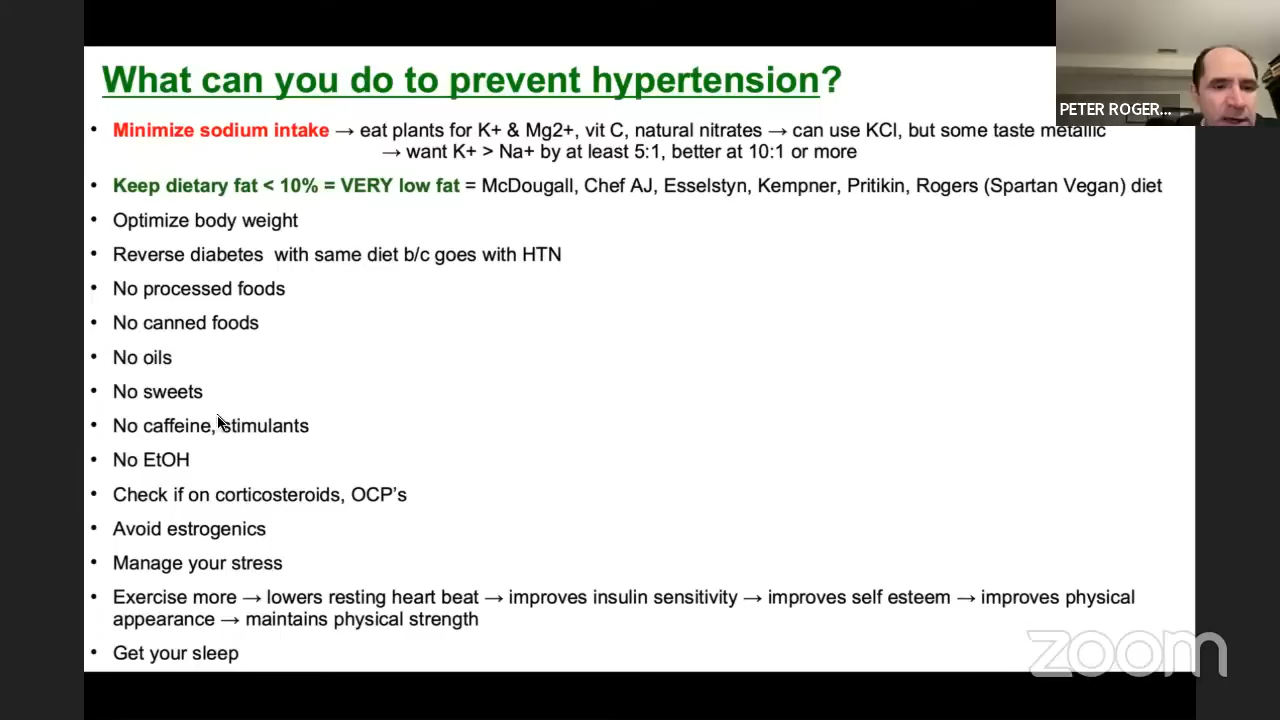 What can you do to prevent hypertension?
PETER ROGER...
• Minimize sodium intake → eat plants for K+ & Mg2+, vit C, natural nitrates → can use KCl, but some taste metallic
→ want K+ > Na+ by at least 5:1, better at 10:1 or more
• Keep dietary fat < 10% = VERY low fat = McDougall, Chef AJ, Esselstyn, Kempner, Pritikin, Rogers (Spartan Vegan) diet
• Optimize body weight
• Reverse diabetes  with same diet b/c goes with HTN
• No processed foods
• No canned foods
• No oils
• No sweets
• No caffeine, stimulants
• No EtOH
• Check if on corticosteroids, OCP's
• Avoid estrogenics
• Manage your stress
• Exercise more → lowers resting heart beat → improves insulin sensitivity → improves self esteem → improves physical
appearance → maintains physical strength
• Get your sleep
zoom